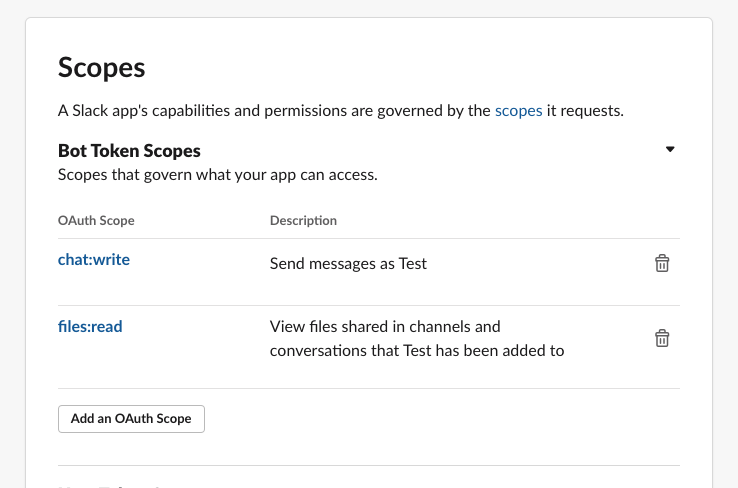 Scopes
A Slack app's capabilities and permissions are governed by the scopes it requests.
Bot Token Scopes
Scopes that govern what your app can access.
OAuth Scope Description
chat:write Send messages as Test
files:read View files shared in channels and
conversations that Test has been added to
Add an OAuth Scope